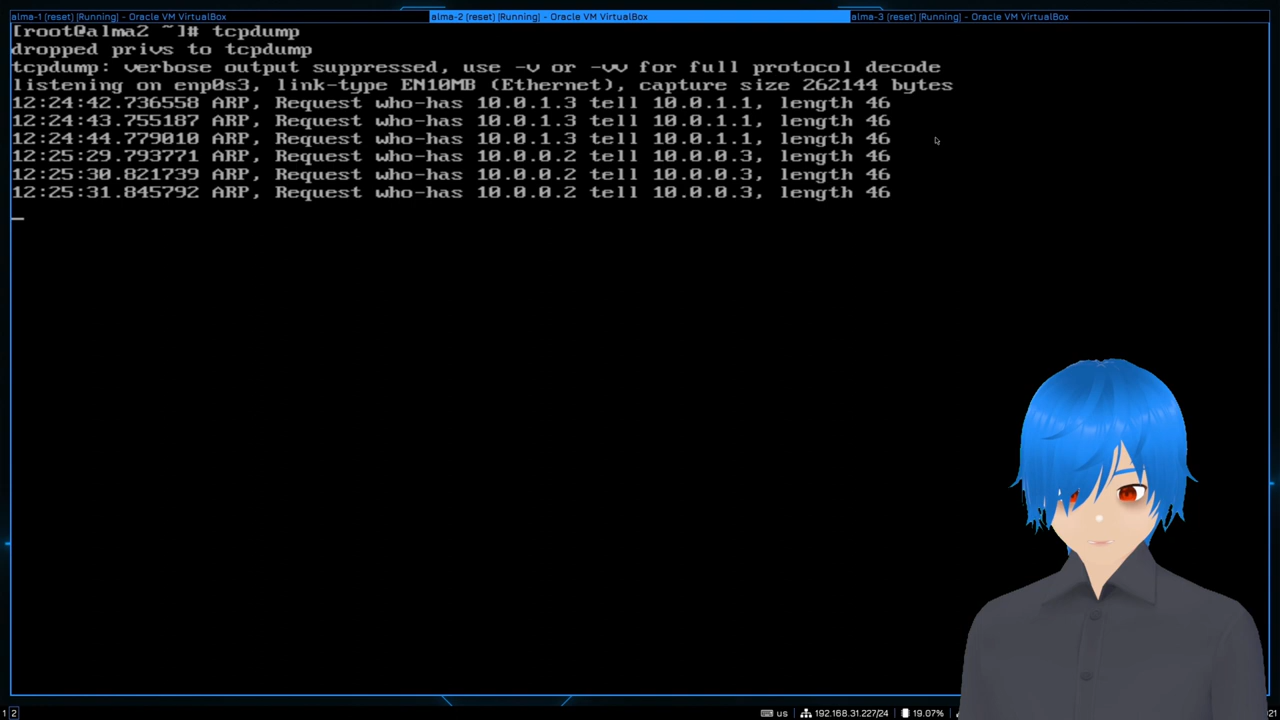 alma-1 (reset) [Running] - Oracle VM VirtualBox
alma-2 (reset) [Running] - Oracle VM VirtualBox
alma-3 (reset) [Running] - Oracle VM VirtualBox
[root@alma2 ~]# tcpdump
dropped privs to tcpdump
tcpdump: verbose output suppressed, use -v or -vv for full protocol decode
listening on enp0s3, link-type EN10MB (Ethernet), capture size 262144 bytes
12:24:42.736558 ARP, Request who-has 10.0.1.3 tell 10.0.1.1, length 46
12:24:43.755187 ARP, Request who-has 10.0.1.3 tell 10.0.1.1, length 46
12:24:44.779010 ARP, Request who-has 10.0.1.3 tell 10.0.1.1, length 46
12:25:29.793771 ARP, Request who-has 10.0.0.2 tell 10.0.0.3, length 46
12:25:30.821739 ARP, Request who-has 10.0.0.2 tell 10.0.0.3, length 46
12:25:31.845792 ARP, Request who-has 10.0.0.2 tell 10.0.0.3, length 46
1 2 us 192.168.31.227/24 19.07% 21